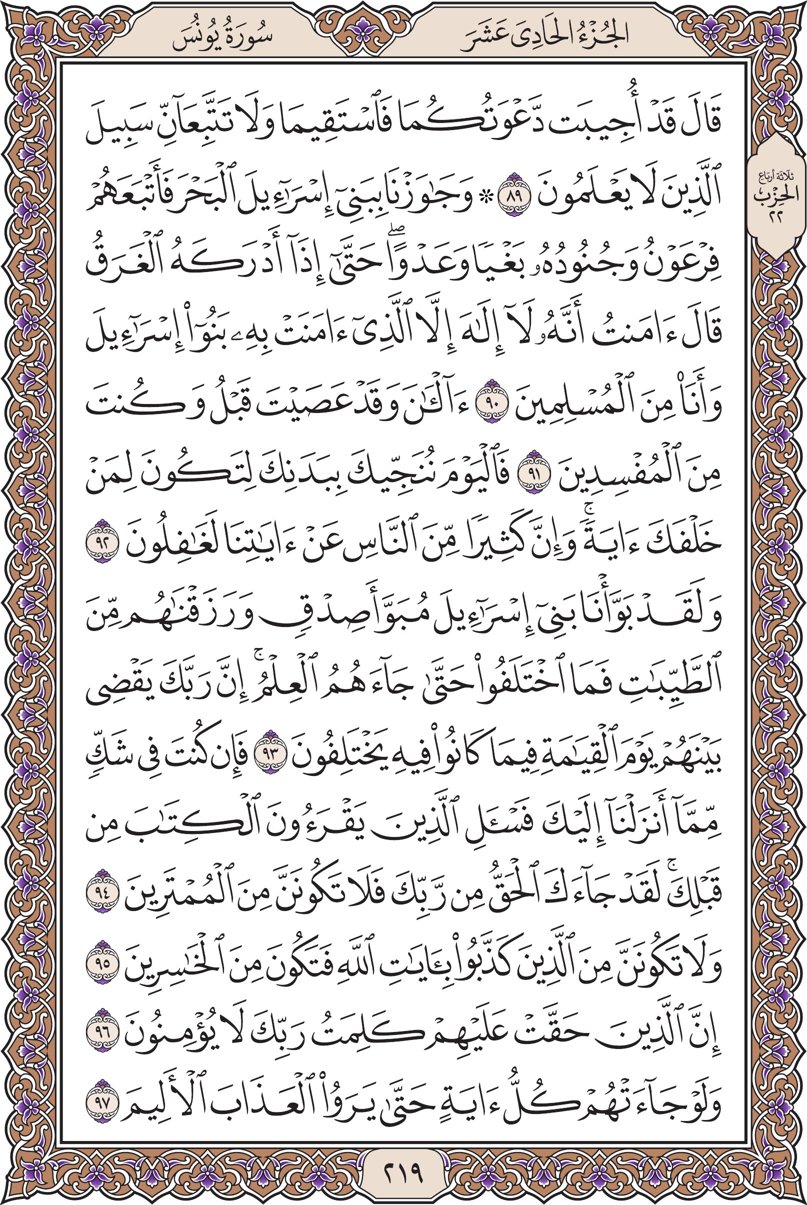 الجُزْءُ الحَادِى عَشَرَ
سُورَةُ يُونُسَ
قَالَ قَدْ أُجِيبَت دَّعْوَتُكُمَا فَٱسْتَقِيمَا وَلَا تَتَّبِعَآنِّ سَبِيلَ
ٱلَّذِينَ لَا يَعْلَمُونَ ٨٩ ۞ وَجَٰوَزْنَا بِبَنِىٓ إِسْرَٰٓءِيلَ ٱلْبَحْرَ فَأَتْبَعَهُمْ
ثلاثة أرباع
الحِزْب
٢٢
فِرْعَوْنُ وَجُنُودُهُۥ بَغْيًا وَعَدْوًا ۖ حَتَّىٰٓ إِذَآ أَدْرَكَهُ ٱلْغَرَقُ
قَالَ ءَامَنتُ أَنَّهُۥ لَآ إِلَٰهَ إِلَّا ٱلَّذِىٓ ءَامَنَتْ بِهِۦ بَنُوٓا۟ إِسْرَٰٓءِيلَ
وَأَنَا۠ مِنَ ٱلْمُسْلِمِينَ ٩٠ ءَآلْـَٰٔنَ وَقَدْ عَصَيْتَ قَبْلُ وَكُنتَ
مِنَ ٱلْمُفْسِدِينَ ٩١ فَٱلْيَوْمَ نُنَجِّيكَ بِبَدَنِكَ لِتَكُونَ لِمَنْ
خَلْفَكَ ءَايَةً ۚ وَإِنَّ كَثِيرًا مِّنَ ٱلنَّاسِ عَنْ ءَايَٰتِنَا لَغَٰفِلُونَ ٩٢
وَلَقَدْ بَوَّأْنَا بَنِىٓ إِسْرَٰٓءِيلَ مُبَوَّأَ صِدْقٍ وَرَزَقْنَٰهُم مِّنَ
ٱلطَّيِّبَٰتِ فَمَا ٱخْتَلَفُوا۟ حَتَّىٰ جَآءَهُمُ ٱلْعِلْمُ ۚ إِنَّ رَبَّكَ يَقْضِى
بَيْنَهُمْ يَوْمَ ٱلْقِيَٰمَةِ فِيمَا كَانُوا۟ فِيهِ يَخْتَلِفُونَ ٩٣ فَإِن كُنتَ فِى شَكٍّ
مِّمَّآ أَنزَلْنَآ إِلَيْكَ فَسْـَٔلِ ٱلَّذِينَ يَقْرَءُونَ ٱلْكِتَٰبَ مِن
قَبْلِكَ ۚ لَقَدْ جَآءَكَ ٱلْحَقُّ مِن رَّبِّكَ فَلَا تَكُونَنَّ مِنَ ٱلْمُمْتَرِينَ ٩٤
وَلَا تَكُونَنَّ مِنَ ٱلَّذِينَ كَذَّبُوا۟ بِـَٔايَٰتِ ٱللَّهِ فَتَكُونَ مِنَ ٱلْخَٰسِرِينَ ٩٥
إِنَّ ٱلَّذِينَ حَقَّتْ عَلَيْهِمْ كَلِمَتُ رَبِّكَ لَا يُؤْمِنُونَ ٩٦
وَلَوْ جَآءَتْهُمْ كُلُّ ءَايَةٍ حَتَّىٰ يَرَوُا۟ ٱلْعَذَابَ ٱلْأَلِيمَ ٩٧
٢١٩